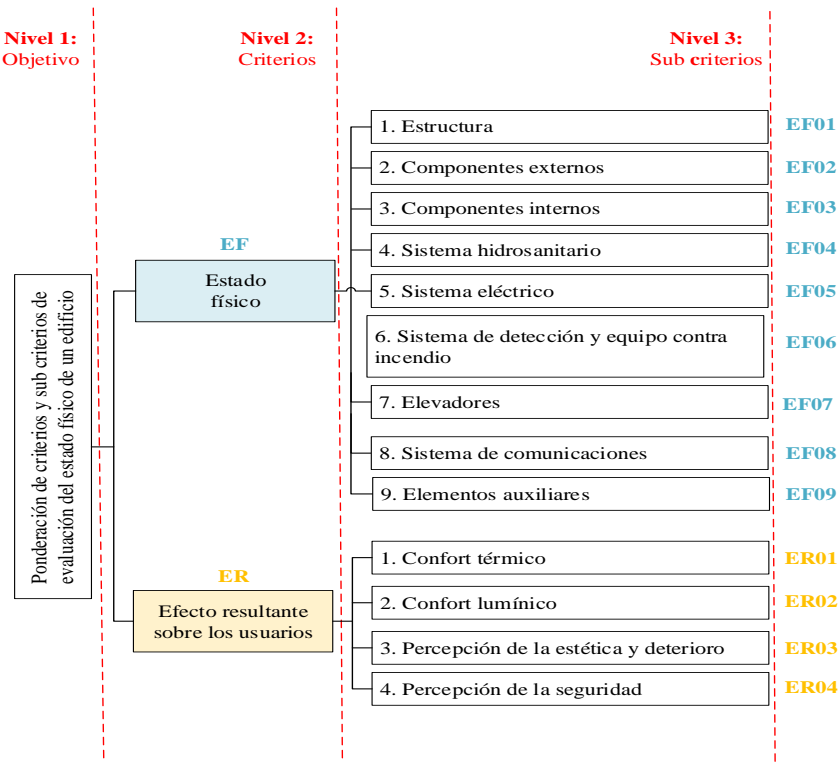 Nivel 1:
Objetivo
Nivel 2:
Criterios
Nivel 3:
Sub criterios
Ponderación de criterios y sub criterios de
evaluación del estado físico de un edificio
EF
Estado
físico
1. Estructura
EF01
2. Componentes externos
EF02
3. Componentes internos
EF03
4. Sistema hidrosanitario
EF04
5. Sistema eléctrico
EF05
6. Sistema de detección y equipo contra
incendio
EF06
7. Elevadores
EF07
8. Sistema de comunicaciones
EF08
9. Elementos auxiliares
EF09
ER
Efecto resultante
sobre los usuarios
1. Confort térmico
ER01
2. Confort lumínico
ER02
3. Percepción de la estética y deterioro
ER03
4. Percepción de la seguridad
ER04